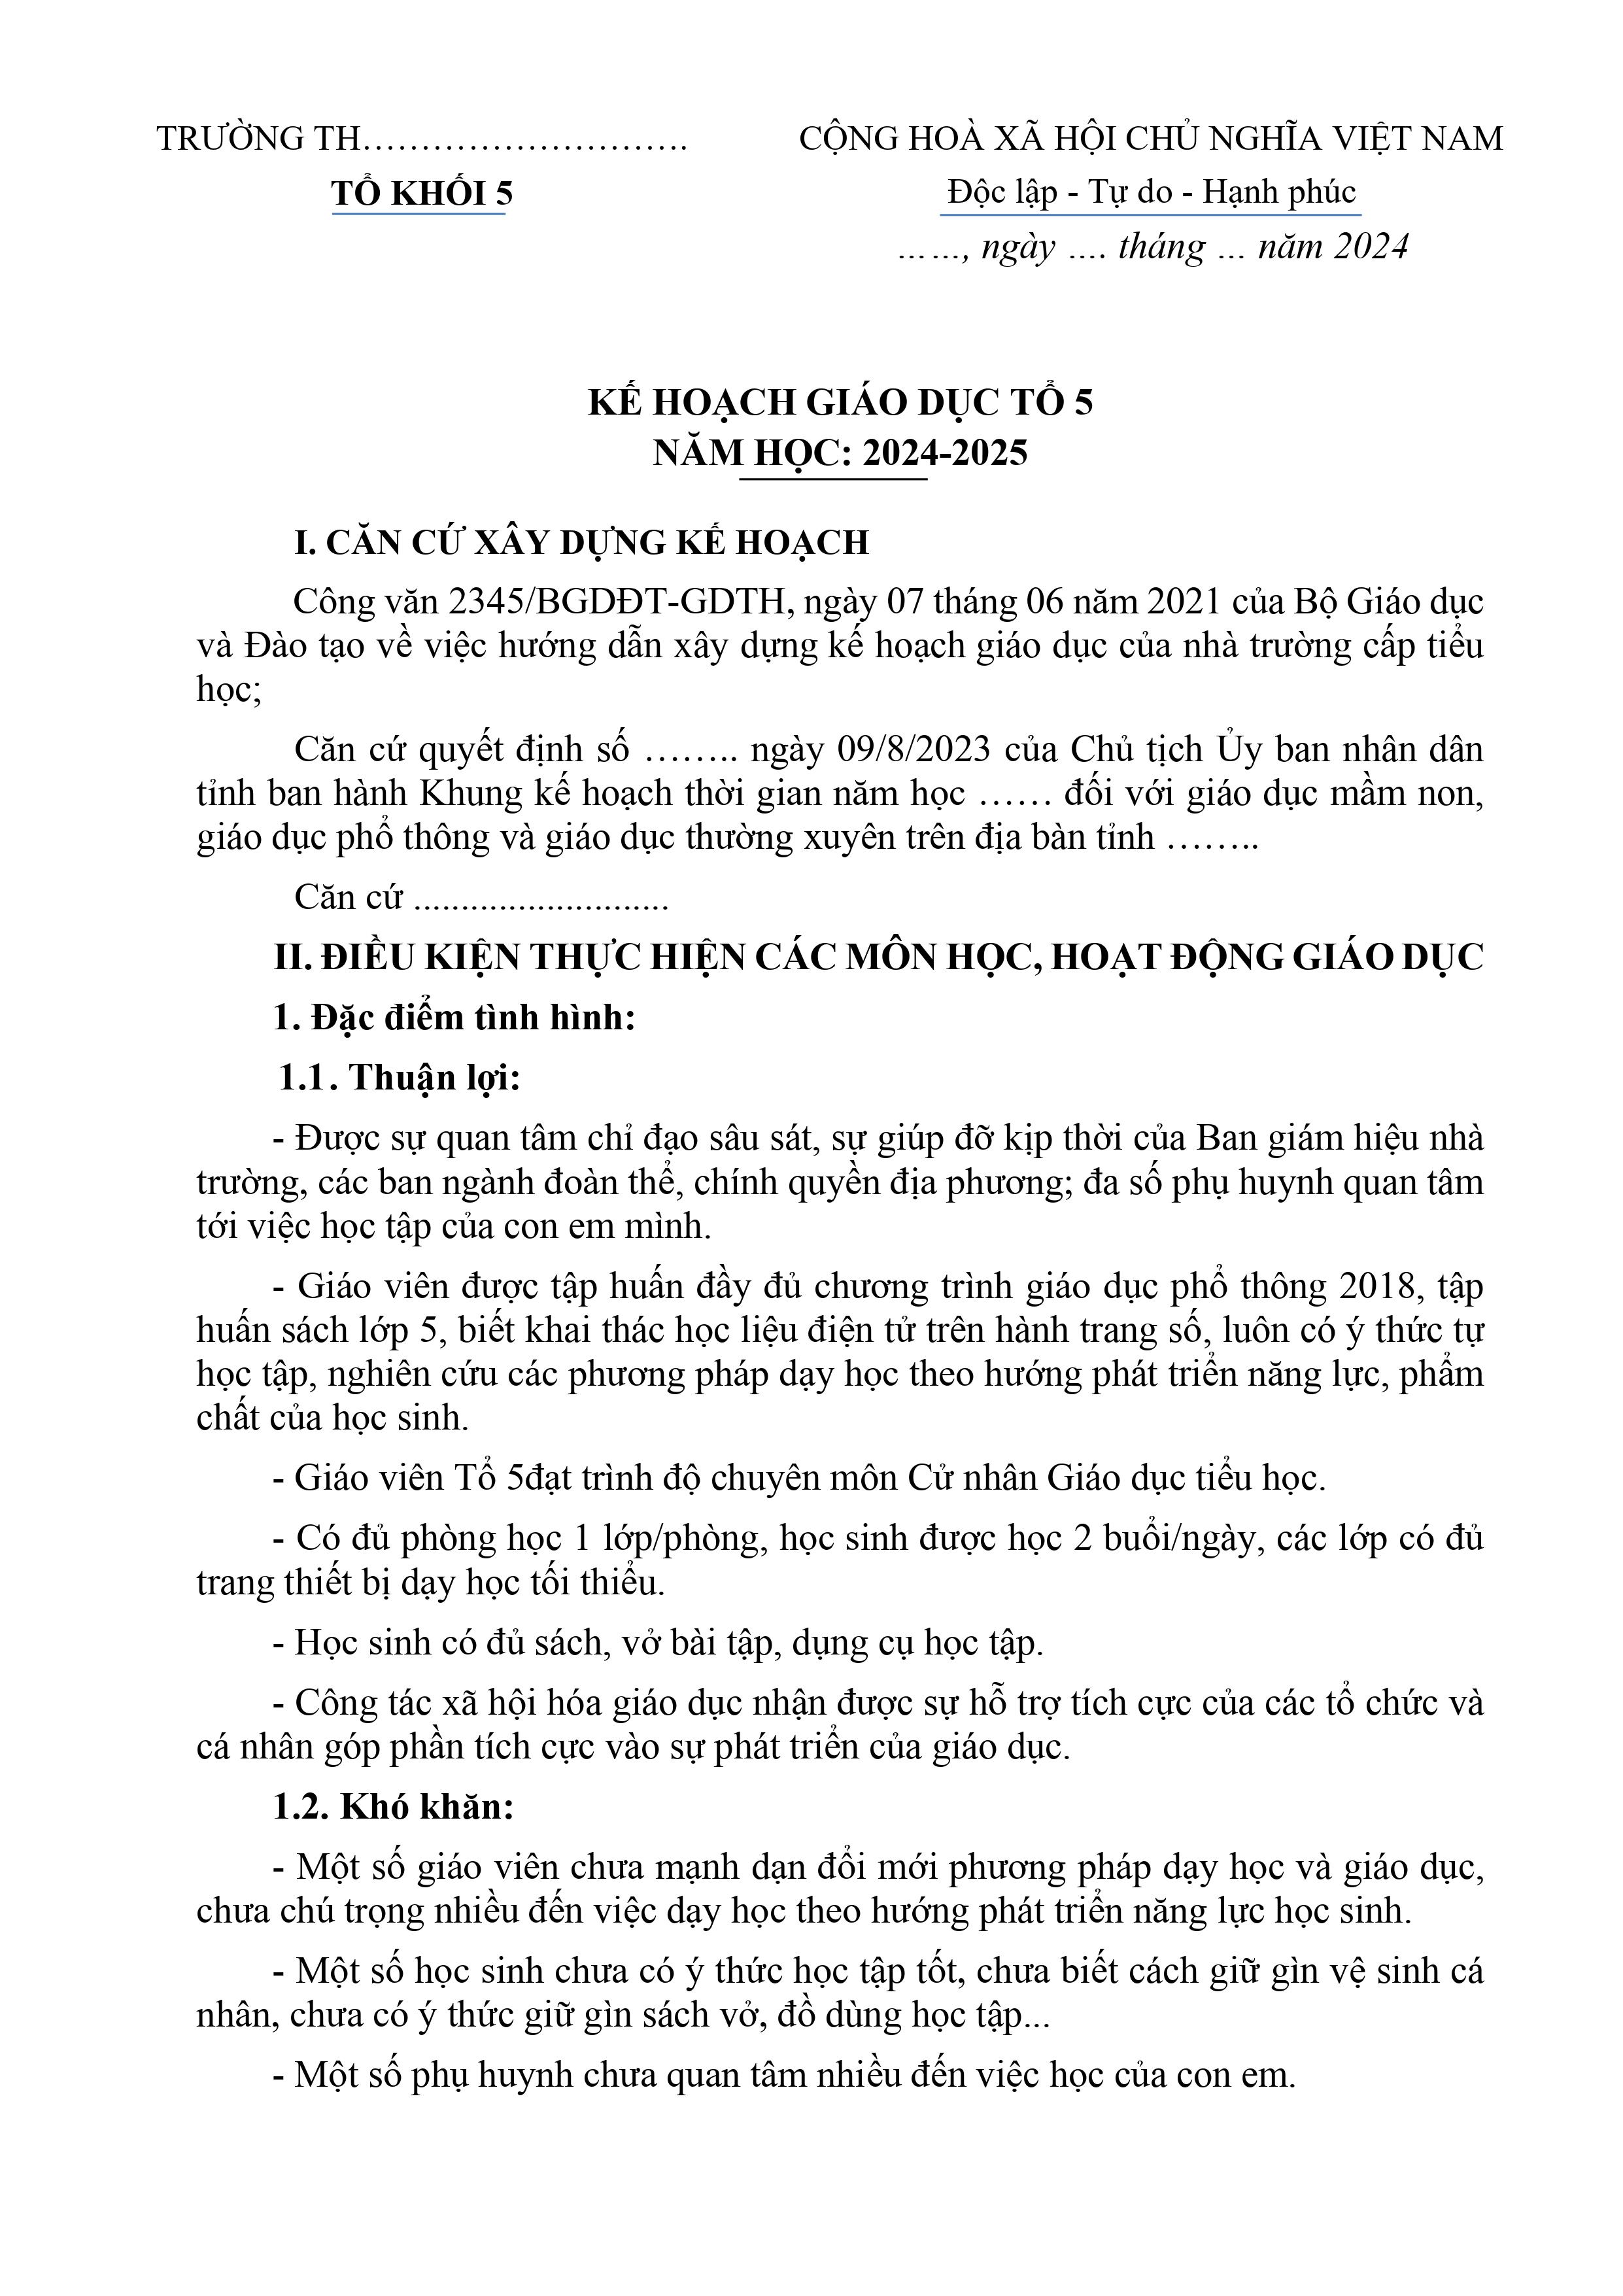 TRƯỜNG TH……………………….
TỔ KHỐI 5
CỘNG HOÀ XÃ HỘI CHỦ NGHĨA VIỆT NAM
Độc lập - Tự do - Hạnh phúc
……, ngày …. tháng … năm 2024
KẾ HOẠCH GIÁO DỤC TỔ 5
NĂM HỌC: 2024-2025
I. CĂN CỨ XÂY DỰNG KẾ HOẠCH
Công văn 2345/BGDĐT-GDTH, ngày 07 tháng 06 năm 2021 của Bộ Giáo dục
và Đào tạo về việc hướng dẫn xây dựng kế hoạch giáo dục của nhà trường cấp tiểu
học;
Căn cứ quyết định số …….. ngày 09/8/2023 của Chủ tịch Ủy ban nhân dân
tỉnh ban hành Khung kế hoạch thời gian năm học …… đối với giáo dục mầm non,
giáo dục phổ thông và giáo dục thường xuyên trên địa bàn tỉnh ……..
Căn cứ ...........................
II. ĐIỀU KIỆN THỰC HIỆN CÁC MÔN HỌC, HOẠT ĐỘNG GIÁO DỤC
1. Đặc điểm tình hình:
1.1. Thuận lợi:
- Được sự quan tâm chỉ đạo sâu sát, sự giúp đỡ kịp thời của Ban giám hiệu nhà
trường, các ban ngành đoàn thể, chính quyền địa phương; đa số phụ huynh quan tâm
tới việc học tập của con em mình.
- Giáo viên được tập huấn đầy đủ chương trình giáo dục phổ thông 2018, tập
huấn sách lớp 5, biết khai thác học liệu điện tử trên hành trang số, luôn có ý thức tự
học tập, nghiên cứu các phương pháp dạy học theo hướng phát triển năng lực, phẩm
chất của học sinh.
- Giáo viên Tổ 5đạt trình độ chuyên môn Cử nhân Giáo dục tiểu học.
- Có đủ phòng học 1 lớp/phòng, học sinh được học 2 buổi/ngày, các lớp có đủ
trang thiết bị dạy học tối thiểu.
- Học sinh có đủ sách, vở bài tập, dụng cụ học tập.
- Công tác xã hội hóa giáo dục nhận được sự hỗ trợ tích cực của các tổ chức và
cá nhân góp phần tích cực vào sự phát triển của giáo dục.
1.2. Khó khăn:
- Một số giáo viên chưa mạnh dạn đổi mới phương pháp dạy học và giáo dục,
chưa chú trọng nhiều đến việc dạy học theo hướng phát triển năng lực học sinh.
- Một số học sinh chưa có ý thức học tập tốt, chưa biết cách giữ gìn vệ sinh cá
nhân, chưa có ý thức giữ gìn sách vở, đồ dùng học tập...
- Một số phụ huynh chưa quan tâm nhiều đến việc học của con em.